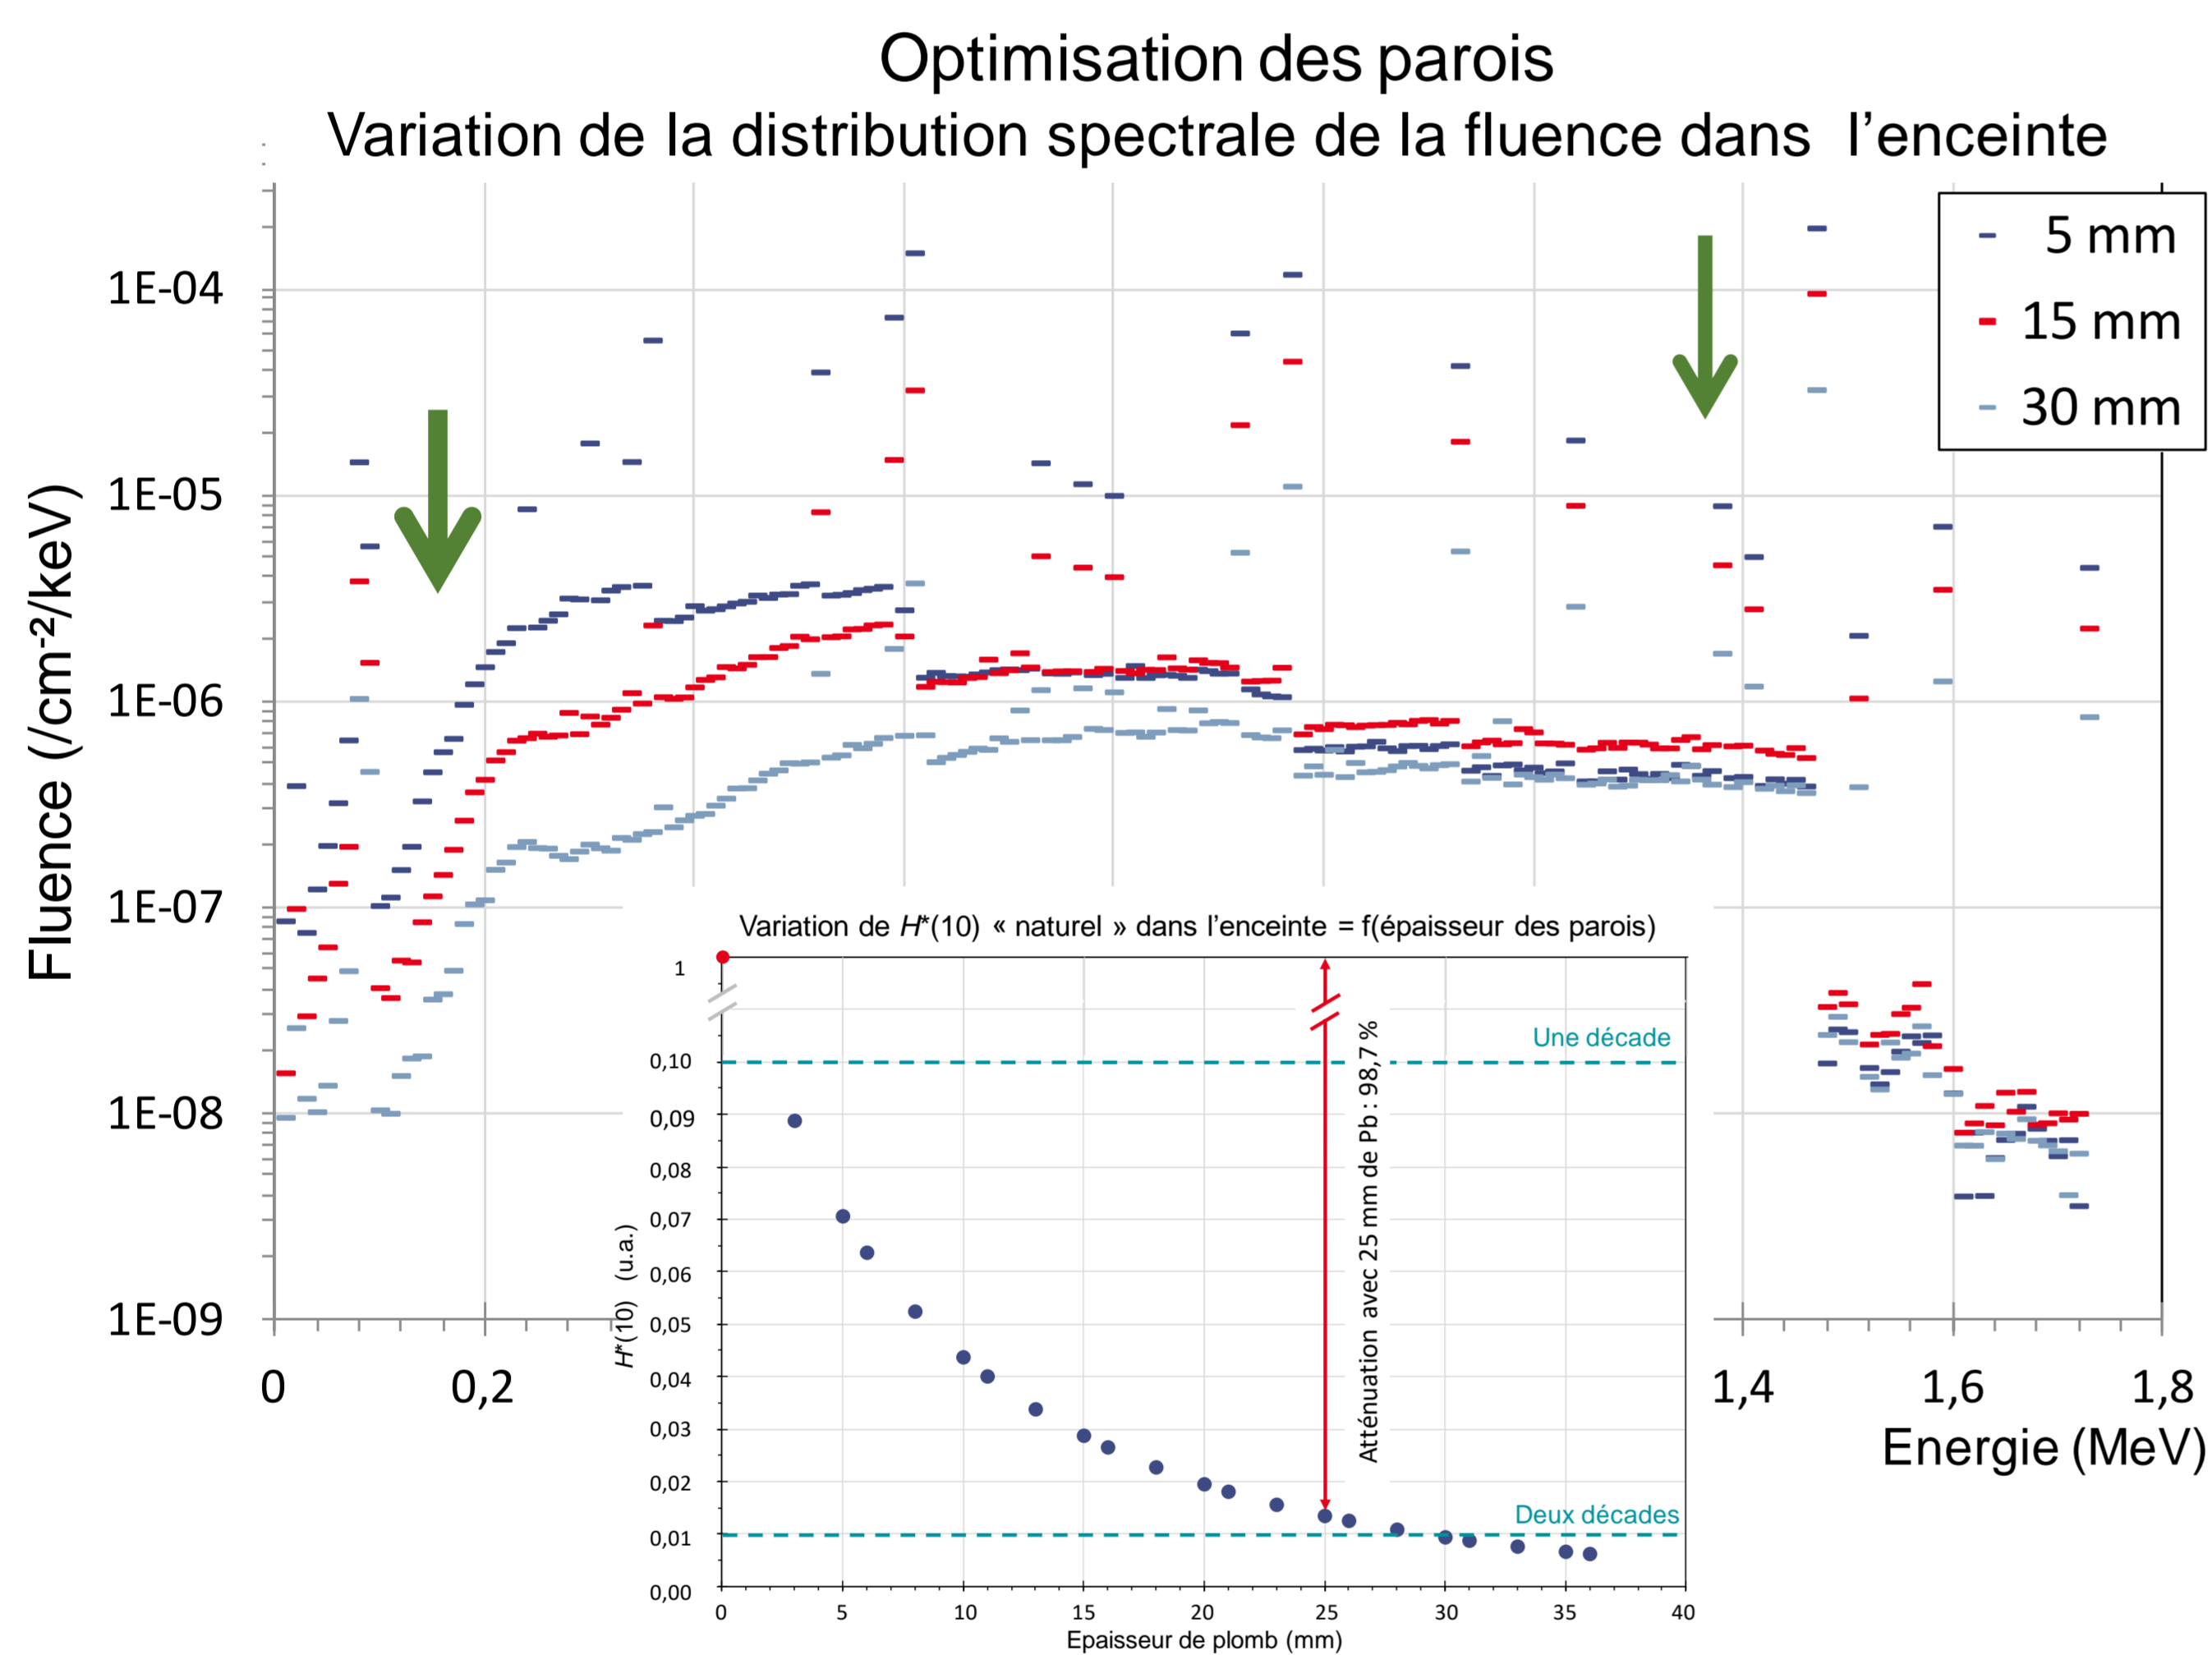 Optimisation des parois
Variation de la distribution spectrale de la fluence dans l'enceinte
5 mm
15 mm
30 mm
Fluence (/cm⁻²/keV)
1E-04
1E-05
1E-06
1E-07
1E-08
1E-09
0
0,2
1,4
1,6
1,8
Energie (MeV)
Variation de H*(10) « naturel » dans l'enceinte = f(épaisseur des parois)
H*(10) (u.a.)
1
0,10
0,09
0,08
0,07
0,06
0,05
0,04
0,03
0,02
0,01
0,00
Une décade
Atténuation avec 25 mm de Pb : 98,7 %
Deux décades
0
5
10
15
20
25
30
35
40
Epaisseur de plomb (mm)